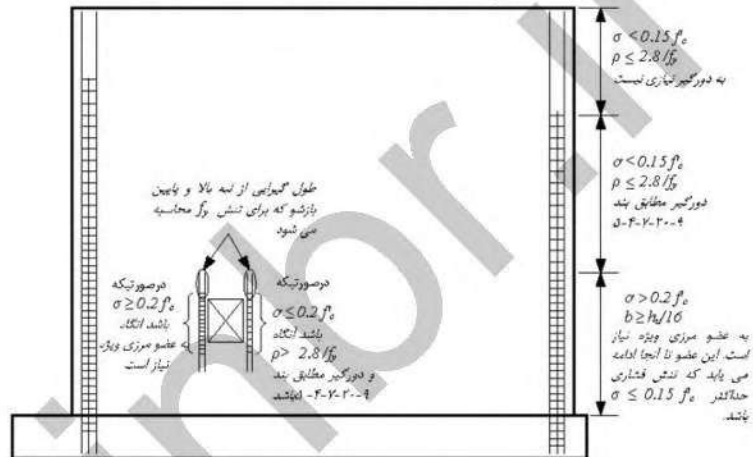 σ < 0.15 f'c
ρ ≤ 2.8/fy
به دورگیر نیازی نیست
σ < 0.15 f'c
ρ ≤ 2.8/fy
دورگیر مطابق بند
۹-۲۰-۷-۴-۵
σ > 0.2 f'c
b ≥ hu/16
به عضو مرزی ویژه نیاز
است. این عضو تا آنجا ادامه
می یابد که تنش فشاری
حداکثر σ ≤ 0.15 f'c
باشد.
طول گیرایی از لبه بالا و پایین
بازشو که برای تنش fy محاسبه
می شود
درصورتیکه
σ ≥ 0.2 f'c
باشد آنگاه
به عضو مرزی ویژه
نیاز است
درصورتیکه
σ ≤ 0.2 f'c
باشد آنگاه
ρ > 2.8/fy
و دورگیر مطابق بند
۹-۲۰-۷-۴-۵ باشد
inbr.i